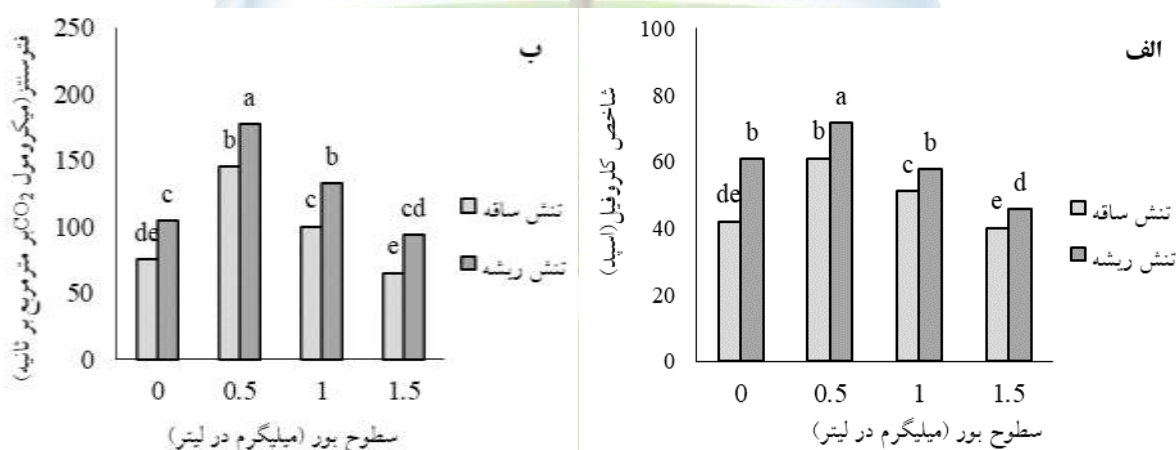 الف
شاخص کلروفیل (اسپد)
100
80
60
40
20
0
de
b
b
a
c
b
e
d
0 0.5 1 1.5
سطوح بور (میلیگرم در لیتر)
تنش ساقه
تنش ریشه
ب
فتوسنتز (میکرومول CO₂ بر مترمربع بر ثانیه)
250
200
150
100
50
0
de
c
b
a
c
b
e
cd
0 0.5 1 1.5
سطوح بور (میلیگرم در لیتر)
تنش ساقه
تنش ریشه